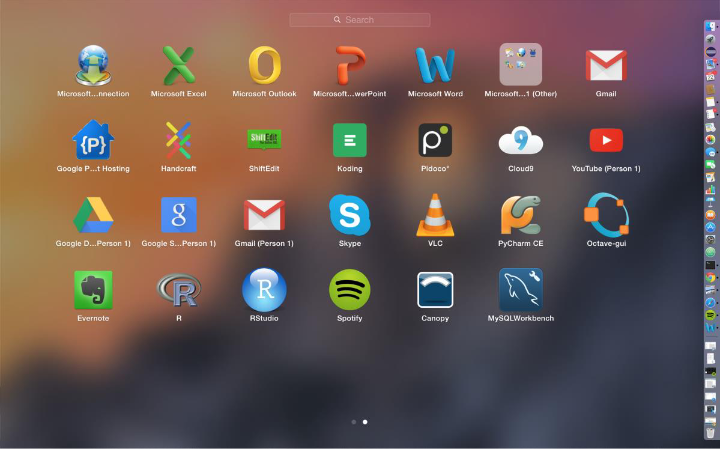 Search
Microsoft...nnection
Microsoft Excel
Microsoft Outlook
Microsoft...werPoint
Microsoft Word
Microsoft...1 (Other)
Gmail
{P}
Google P...t Hosting
Handcraft
ShiftEdit
ShiftEdit
Koding
p
Pidoco°
9
Cloud9
YouTube (Person 1)
Google D...Person 1)
g
Google S...Person 1)
Gmail (Person 1)
S
Skype
VLC
PyCharm CE
Octave-gui
Evernote
R
R
R
RStudio
Spotify
Canopy
MySQLWorkbench